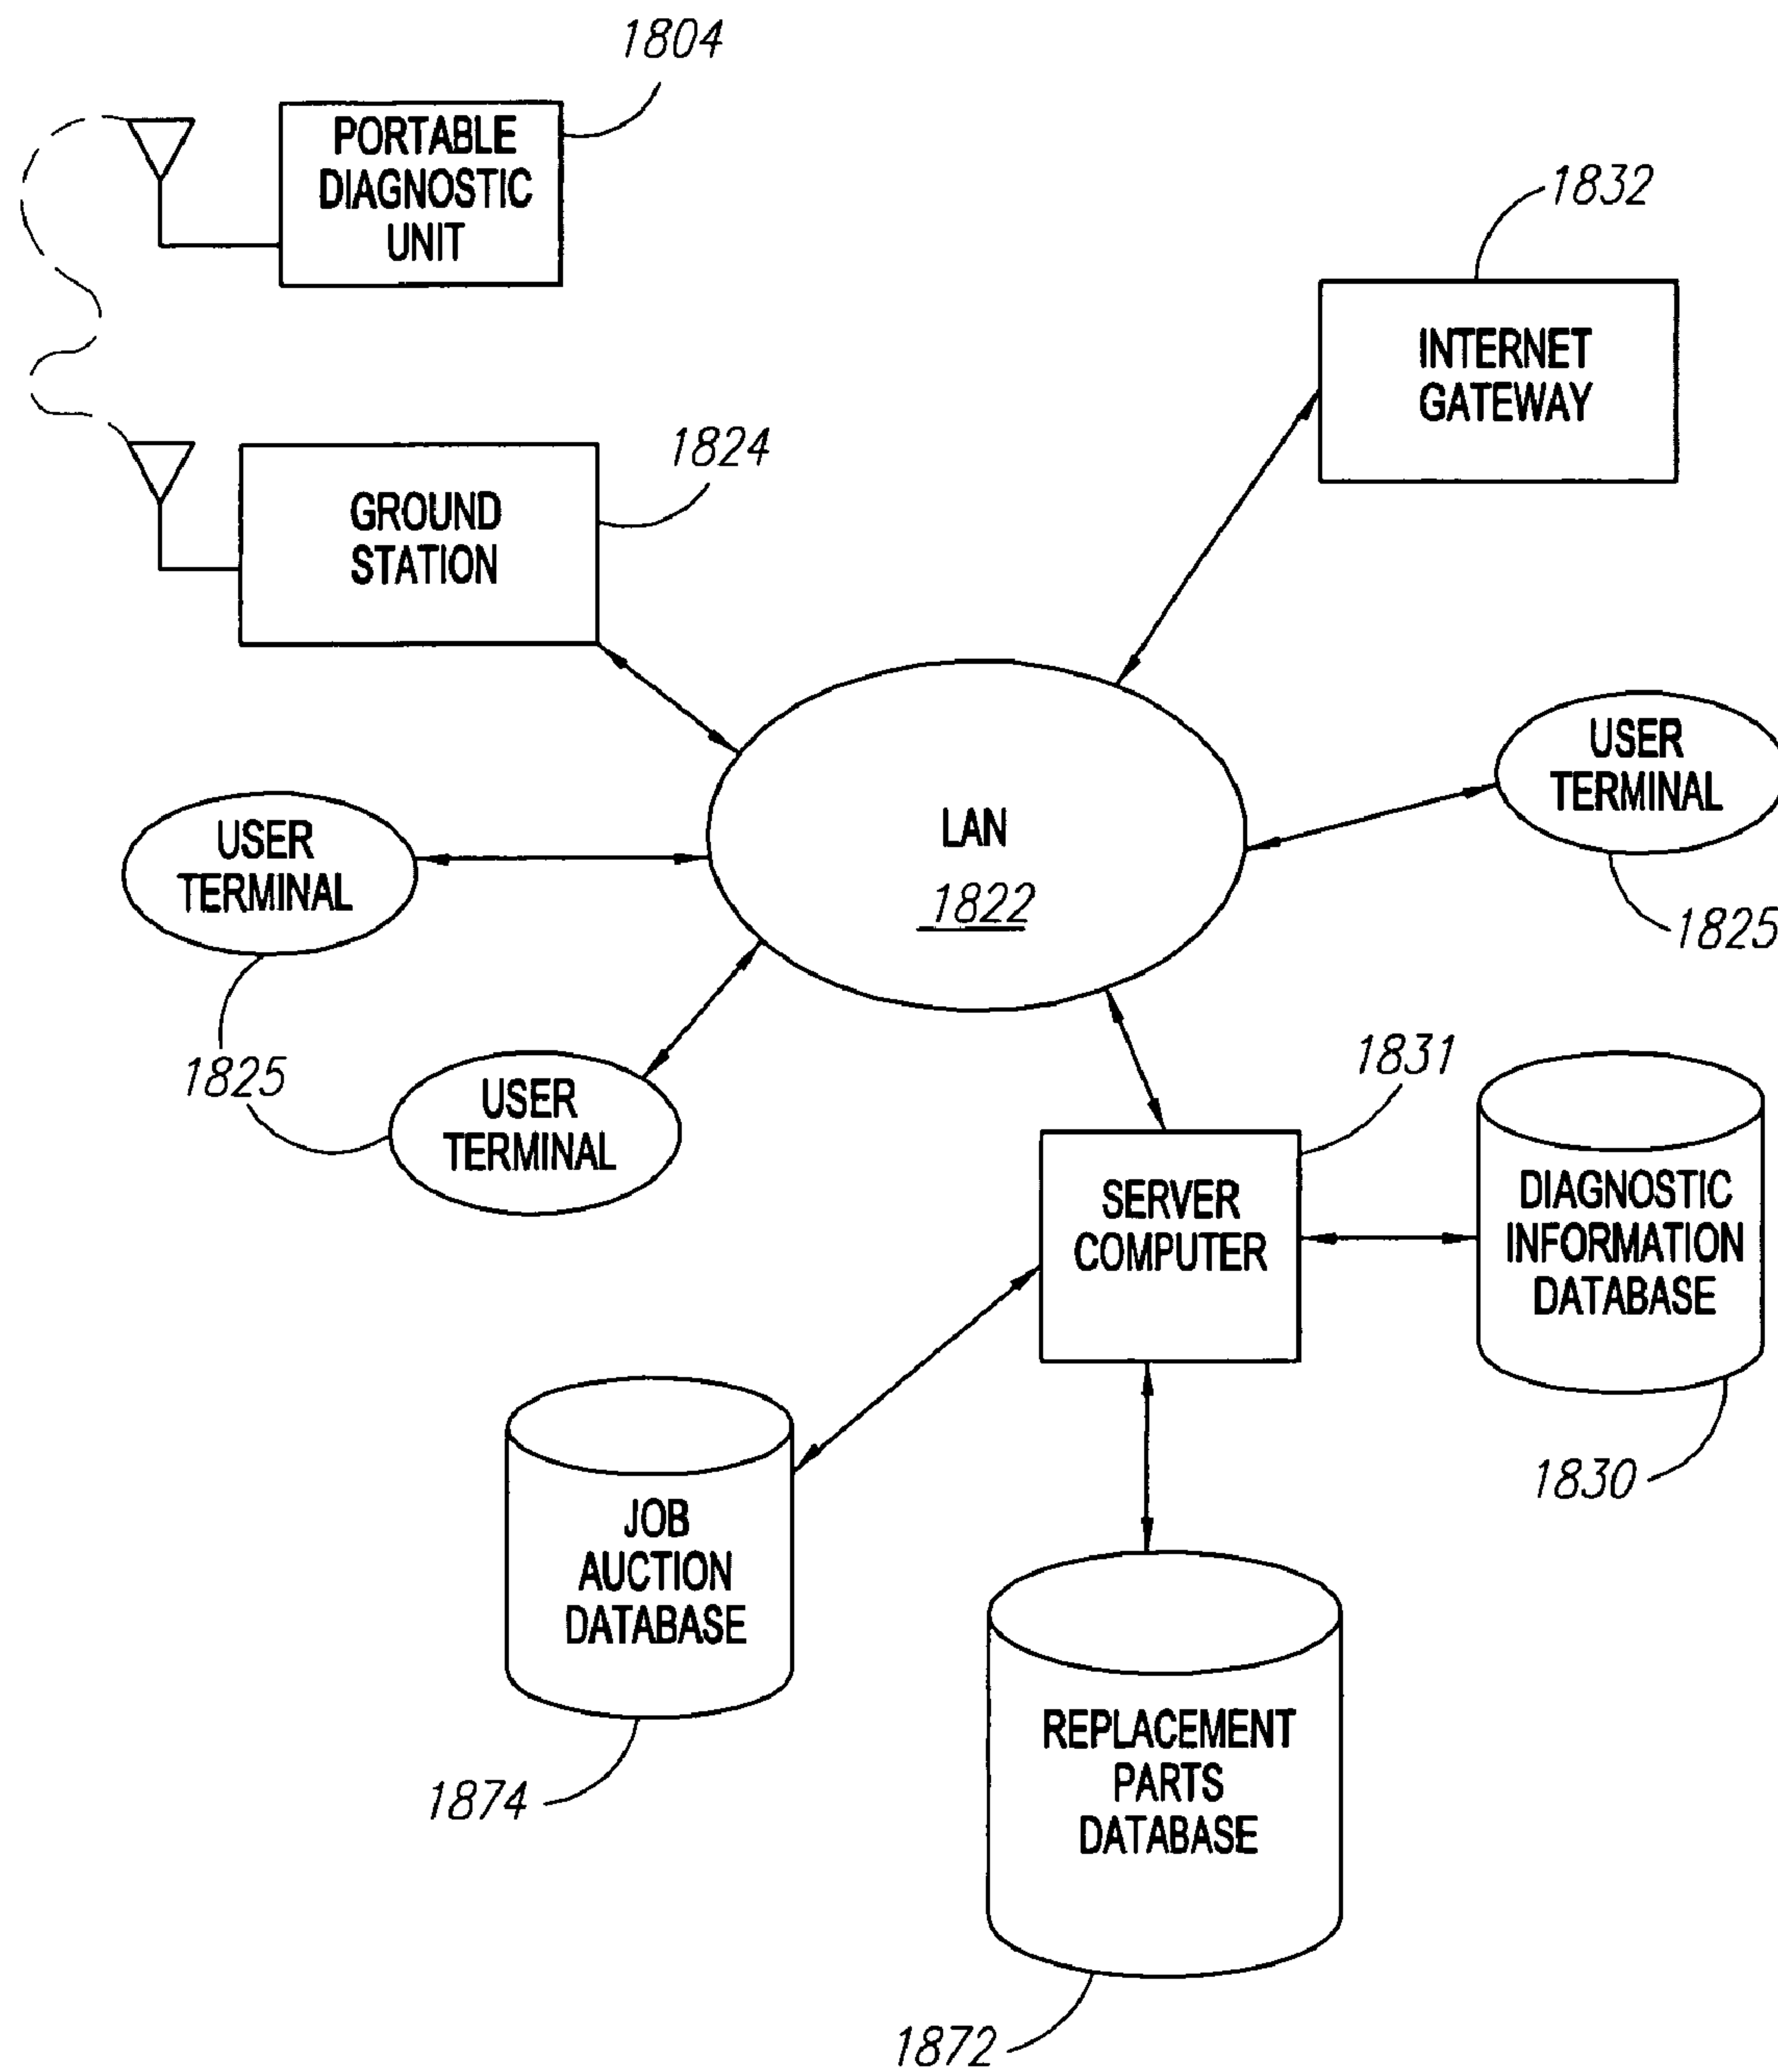 1804
PORTABLE
DIAGNOSTIC
UNIT
1832
INTERNET
GATEWAY
1824
GROUND
STATION
USER
TERMINAL
LAN
1822
1825
USER
TERMINAL
1825
USER
TERMINAL
1831
SERVER
COMPUTER
DIAGNOSTIC
INFORMATION
DATABASE
1830
JOB
AUCTION
DATABASE
1874
REPLACEMENT
PARTS
DATABASE
1872